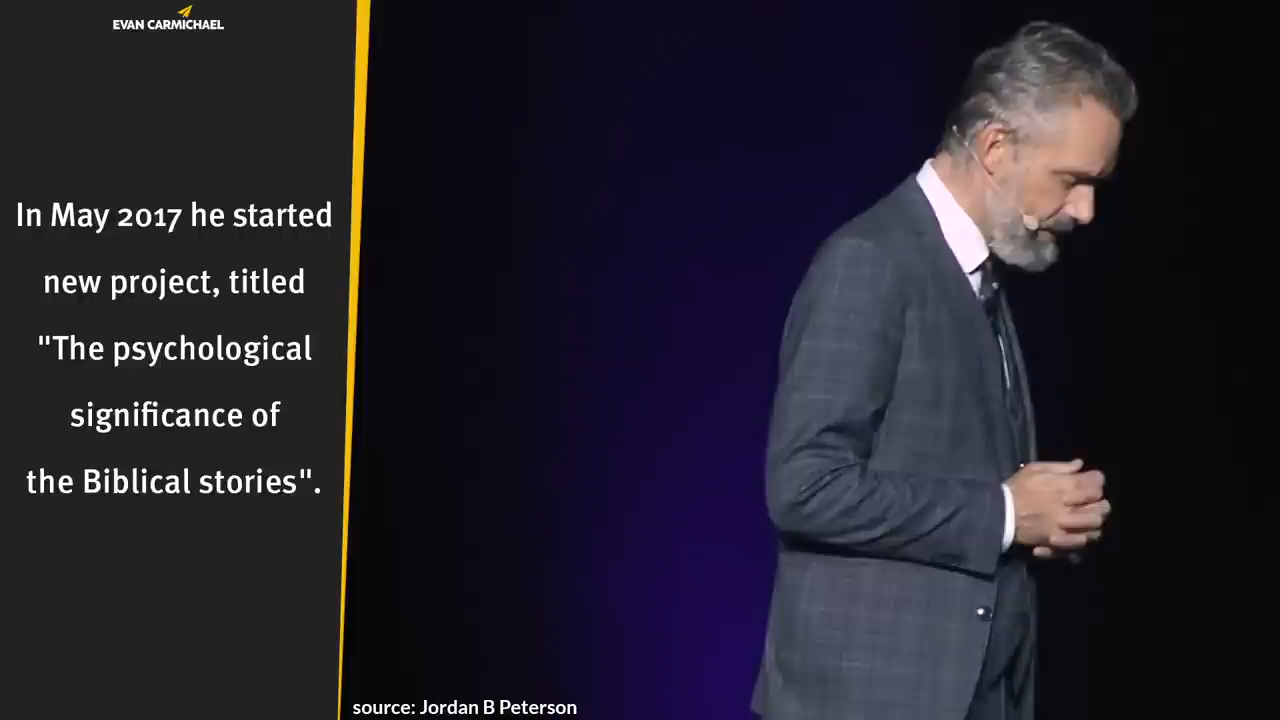 EVAN CARMICHAEL
In May 2017 he started
new project, titled
"The psychological
significance of
the Biblical stories".
source: Jordan B Peterson